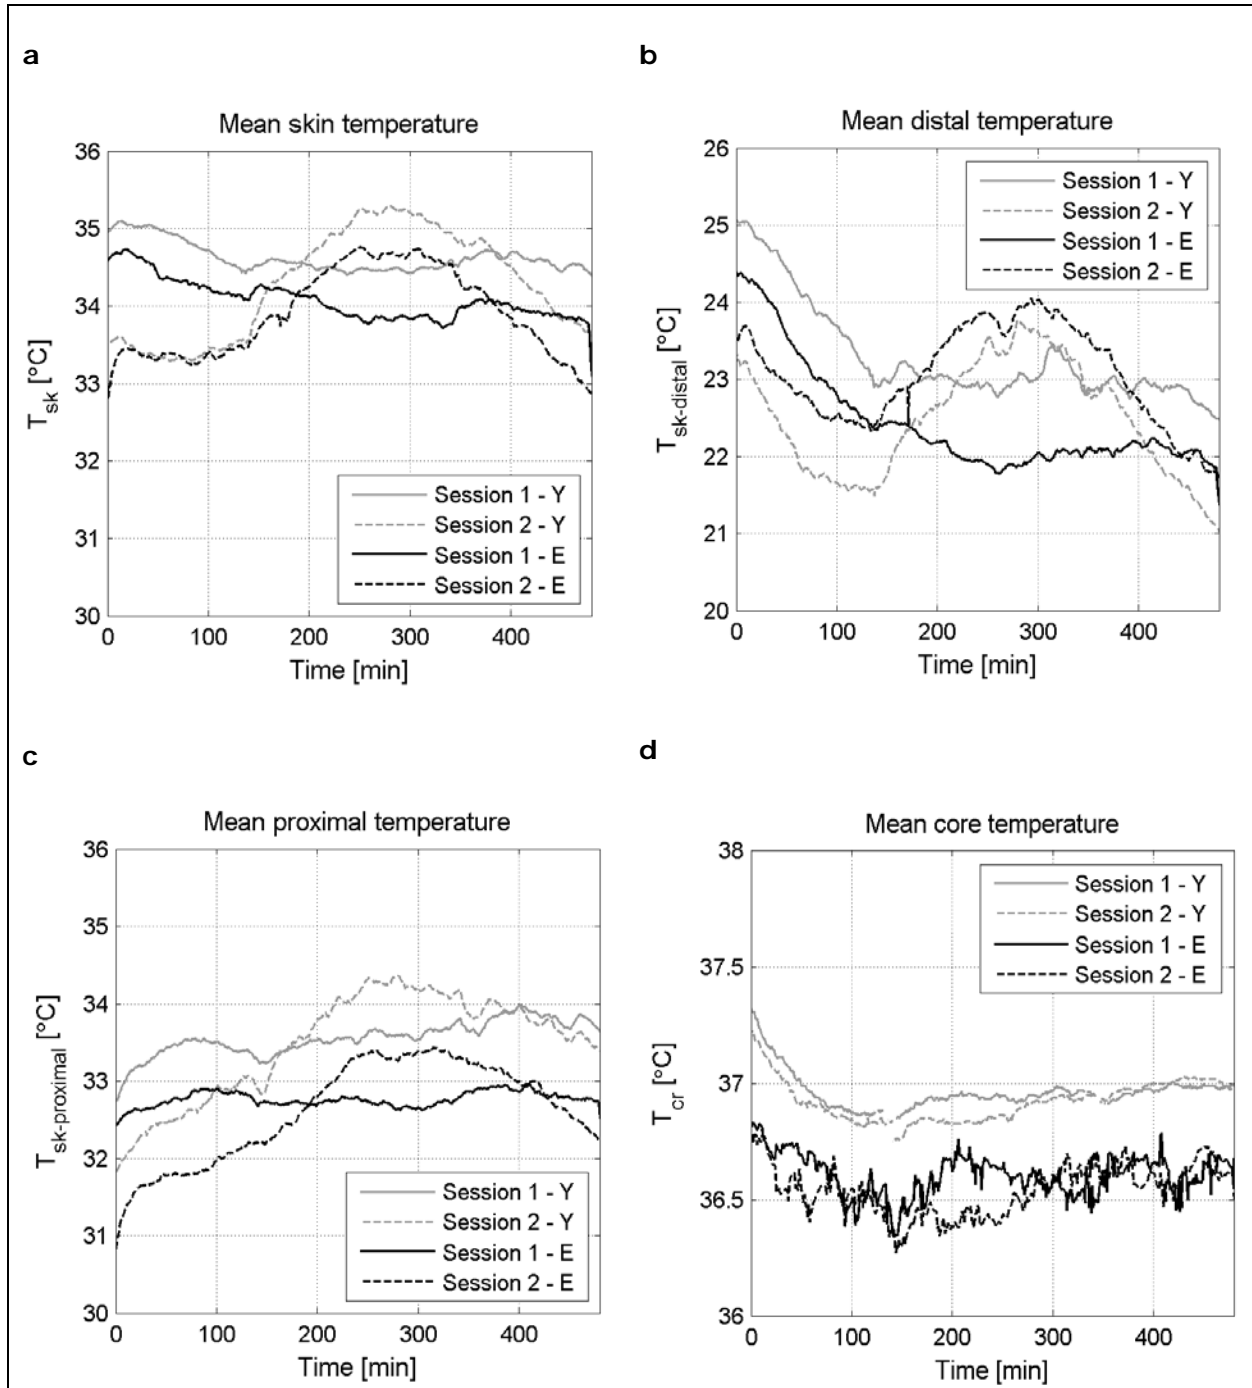 a
Mean skin temperature
36
35
34
33
32
31
30
T_sk [°C]
Session 1 - Y
Session 2 - Y
Session 1 - E
Session 2 - E
0 100 200 300 400
Time [min]
b
Mean distal temperature
26
25
24
23
22
21
20
T_sk-distal [°C]
Session 1 - Y
Session 2 - Y
Session 1 - E
Session 2 - E
0 100 200 300 400
Time [min]
c
Mean proximal temperature
36
35
34
33
32
31
30
T_sk-proximal [°C]
Session 1 - Y
Session 2 - Y
Session 1 - E
Session 2 - E
0 100 200 300 400
Time [min]
d
Mean core temperature
38
37.5
37
36.5
36
T_cr [°C]
Session 1 - Y
Session 2 - Y
Session 1 - E
Session 2 - E
0 100 200 300 400
Time [min]